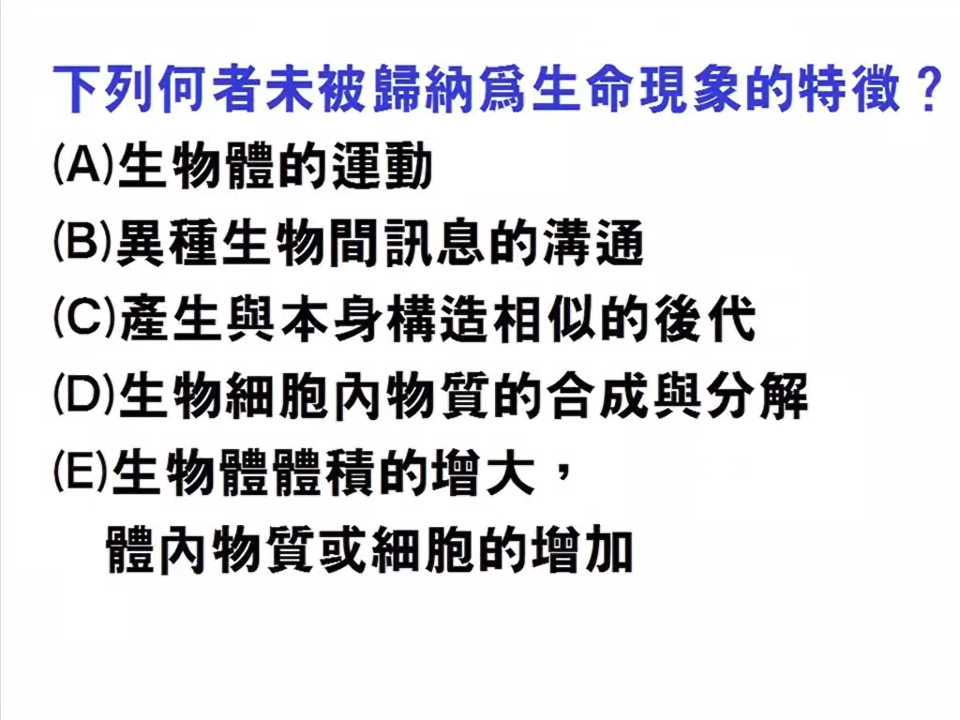 下列何者未被歸納爲生命現象的特徵？
(A)生物體的運動
(B)異種生物間訊息的溝通
(C)產生與本身構造相似的後代
(D)生物細胞內物質的合成與分解
(E)生物體體積的增大，
體內物質或細胞的增加